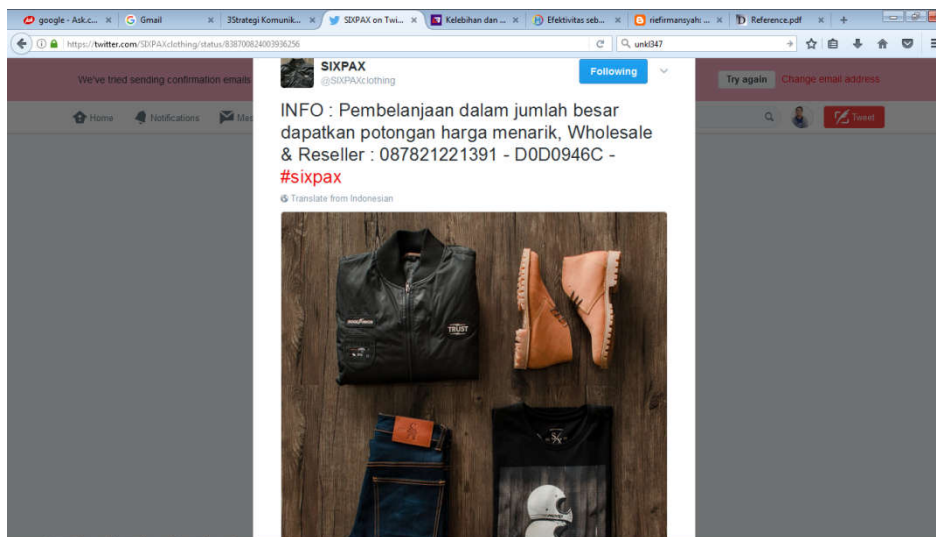 google - Ask.c...
Gmail
3Strategi Komunik...
SIXPAX on Twi...
Kelebihan dan ...
Efektivitas seb...
riefirmansyah: ...
Reference.pdf
https://twitter.com/SIXPAXclothing/status/838700824003936256
unkl347
We've tried sending confirmation emails
Try again
Change email address
Home
Notifications
Tweet
SIXPAX
@SIXPAXclothing
Following
INFO : Pembelanjaan dalam jumlah besar
dapatkan potongan harga menarik, Wholesale
& Reseller : 087821221391 - D0D0946C -
#sixpax
Translate from Indonesian
TRUST